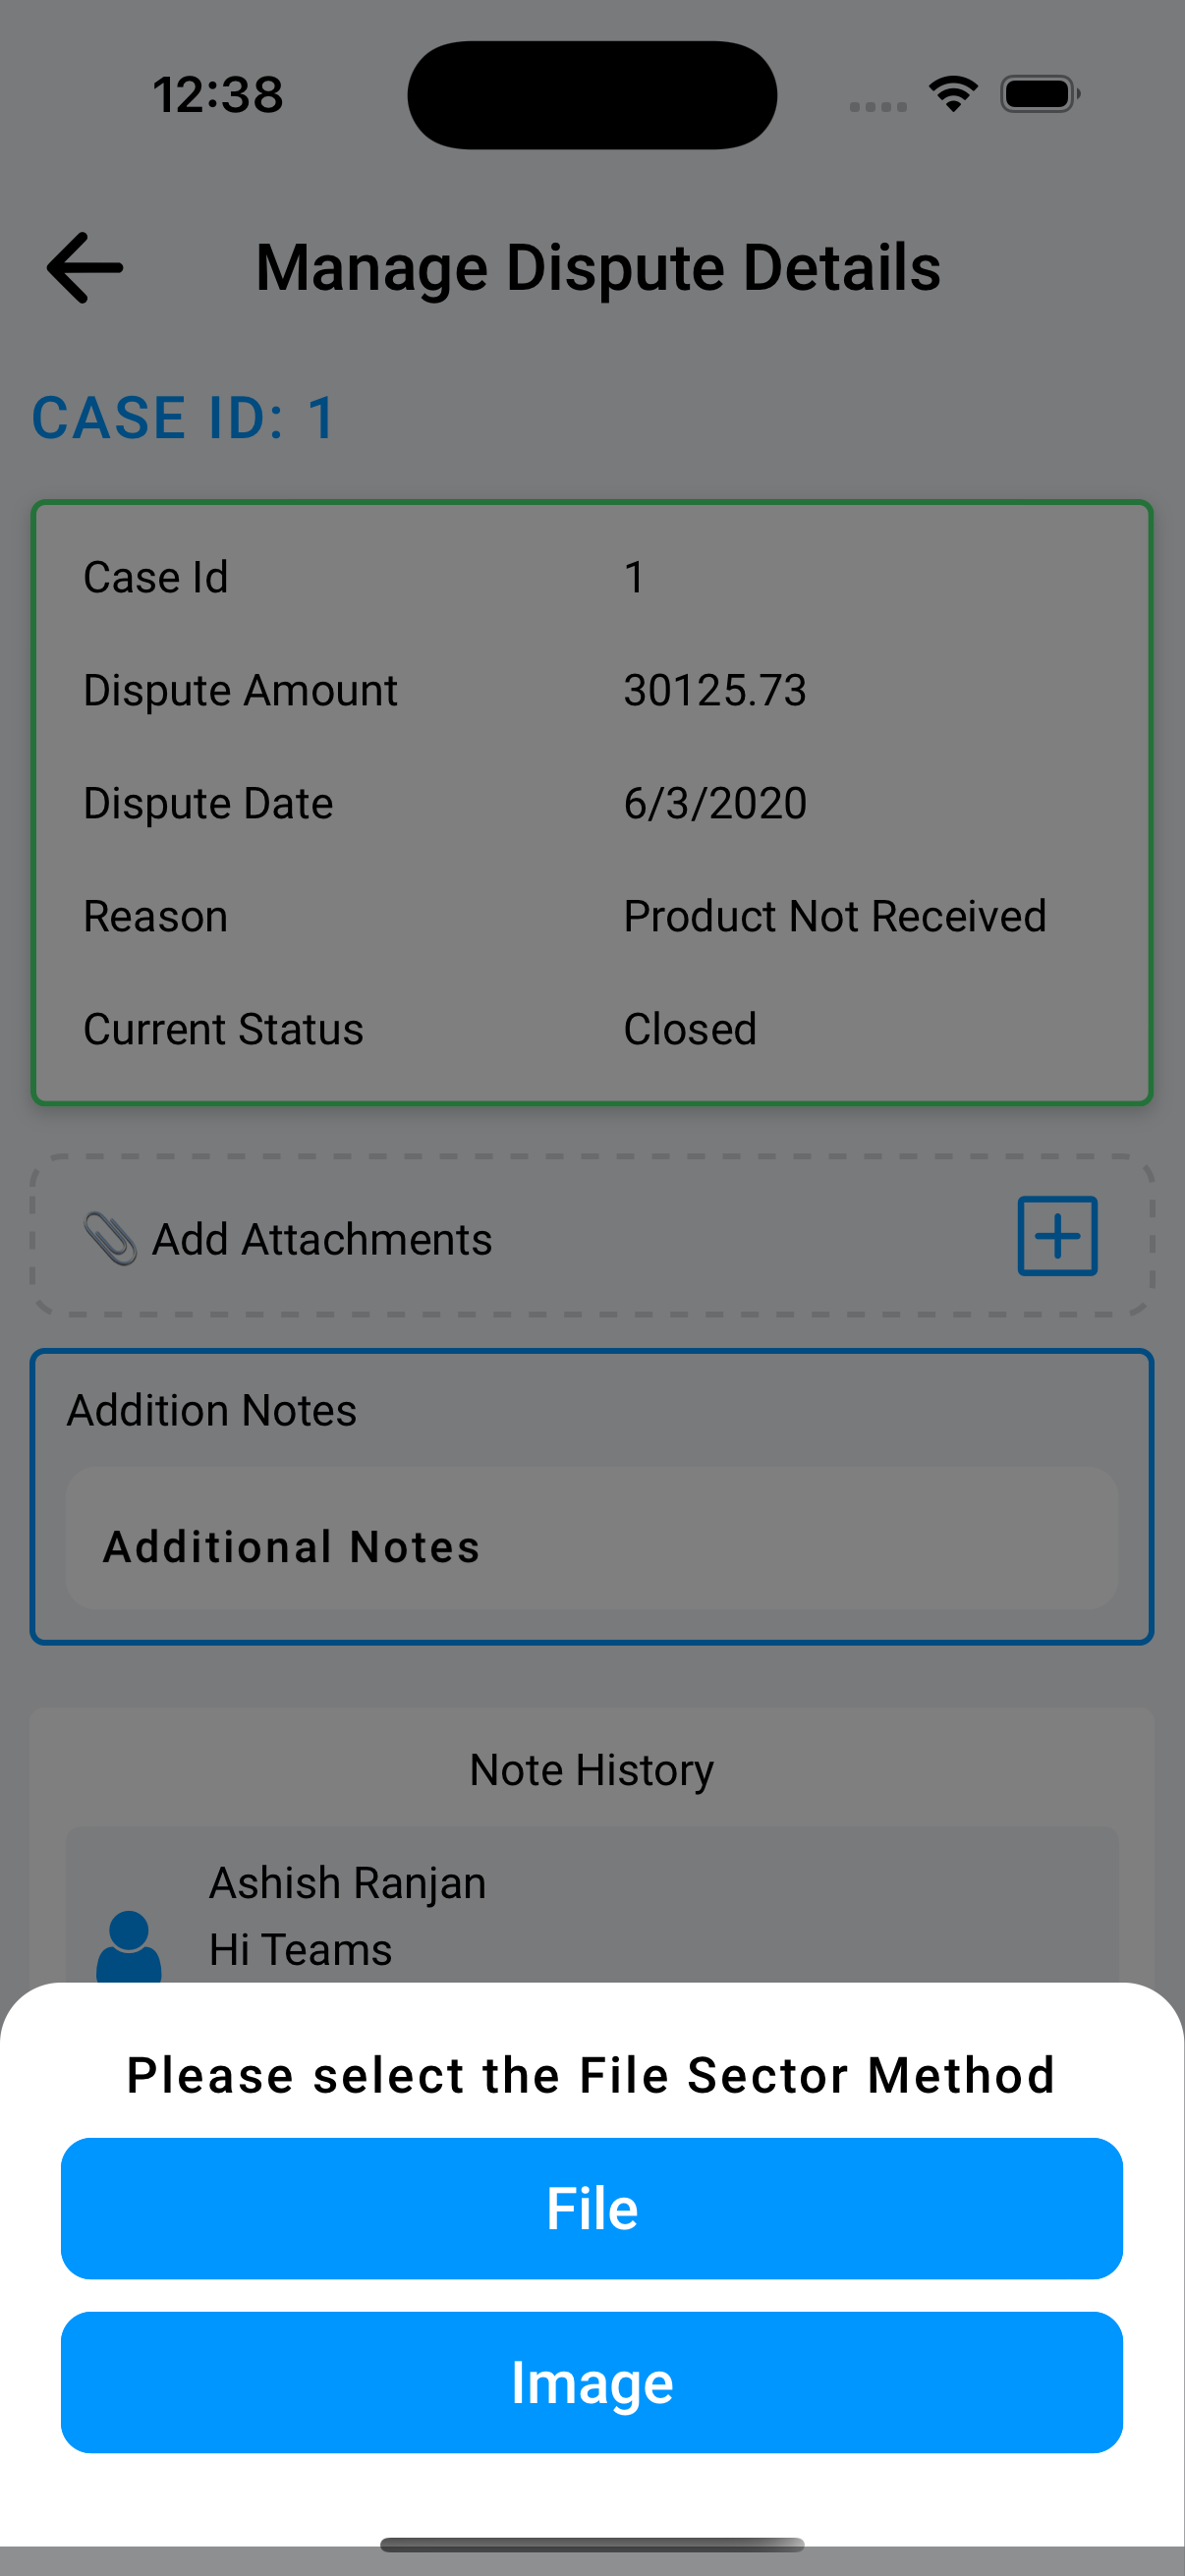 12:38
Manage Dispute Details
CASE ID: 1
Case Id 1
Dispute Amount 30125.73
Dispute Date 6/3/2020
Reason Product Not Received
Current Status Closed
Add Attachments
Addition Notes
Additional Notes
Note History
Ashish Ranjan
Hi Teams
Please select the File Sector Method
File
Image